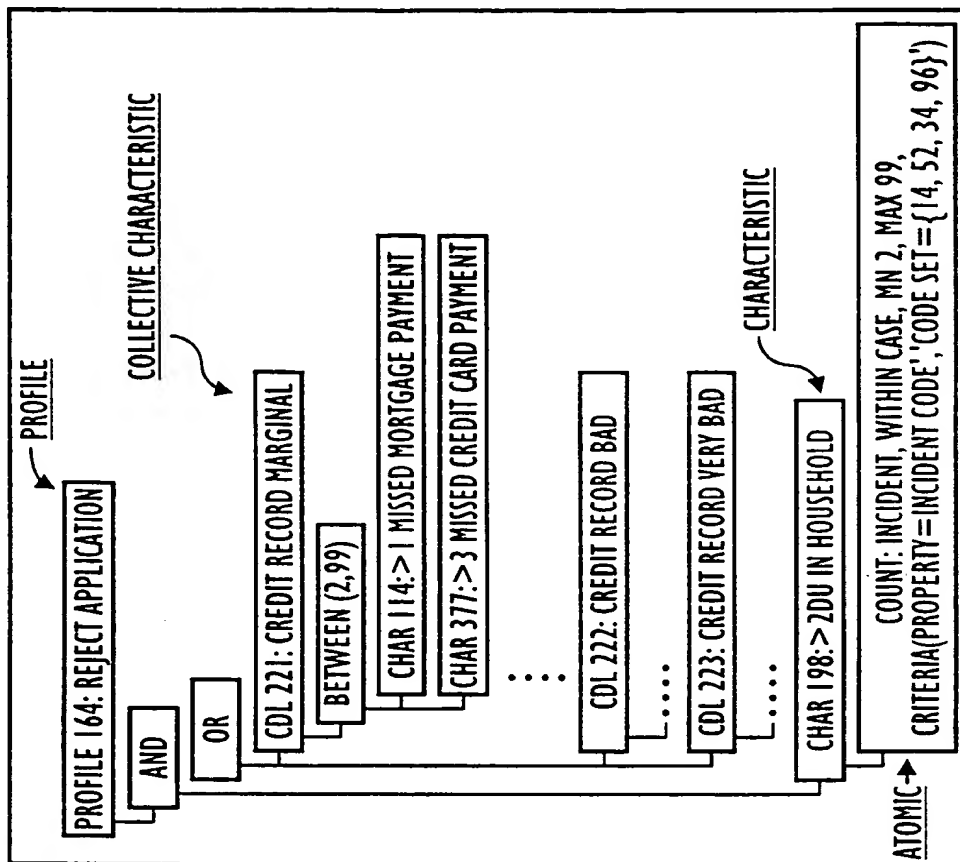 PROFILE
PROFILE 164: REJECT APPLICATION
AND
OR
COLLECTIVE CHARACTERISTIC
CDL 221: CREDIT RECORD MARGINAL
BETWEEN (2,99)
CHAR 114:> 1 MISSED MORTGAGE PAYMENT
CHAR 377:> 3 MISSED CREDIT CARD PAYMENT
....
CDL 222: CREDIT RECORD BAD
.....
CDL 223: CREDIT RECORD VERY BAD
....
CHARACTERISTIC
CHAR 198:> 2DU IN HOUSEHOLD
COUNT: INCIDENT, WITHIN CASE, MN 2, MAX 99,
CRITERIA(PROPERTY=INCIDENT CODE','CODE SET={14, 52, 34, 96}')
ATOMIC